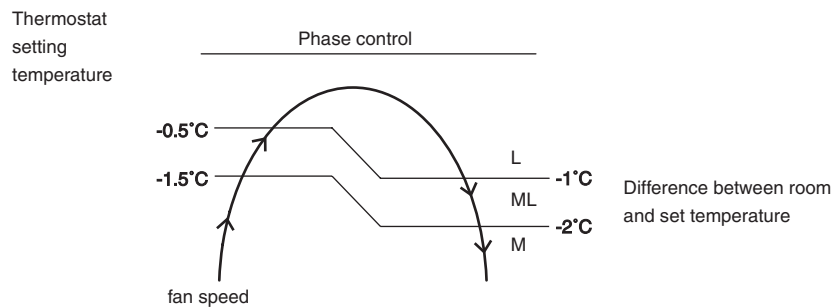 Thermostat
setting
temperature
Phase control
-0.5°C
-1.5°C
L
-1°C
ML
-2°C
M
Difference between room
and set temperature
fan speed